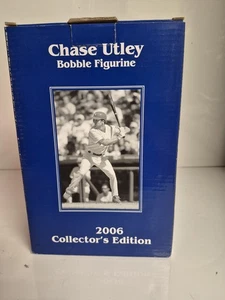 Chase Utley
Bobble Figurine
2006
Collector's Edition